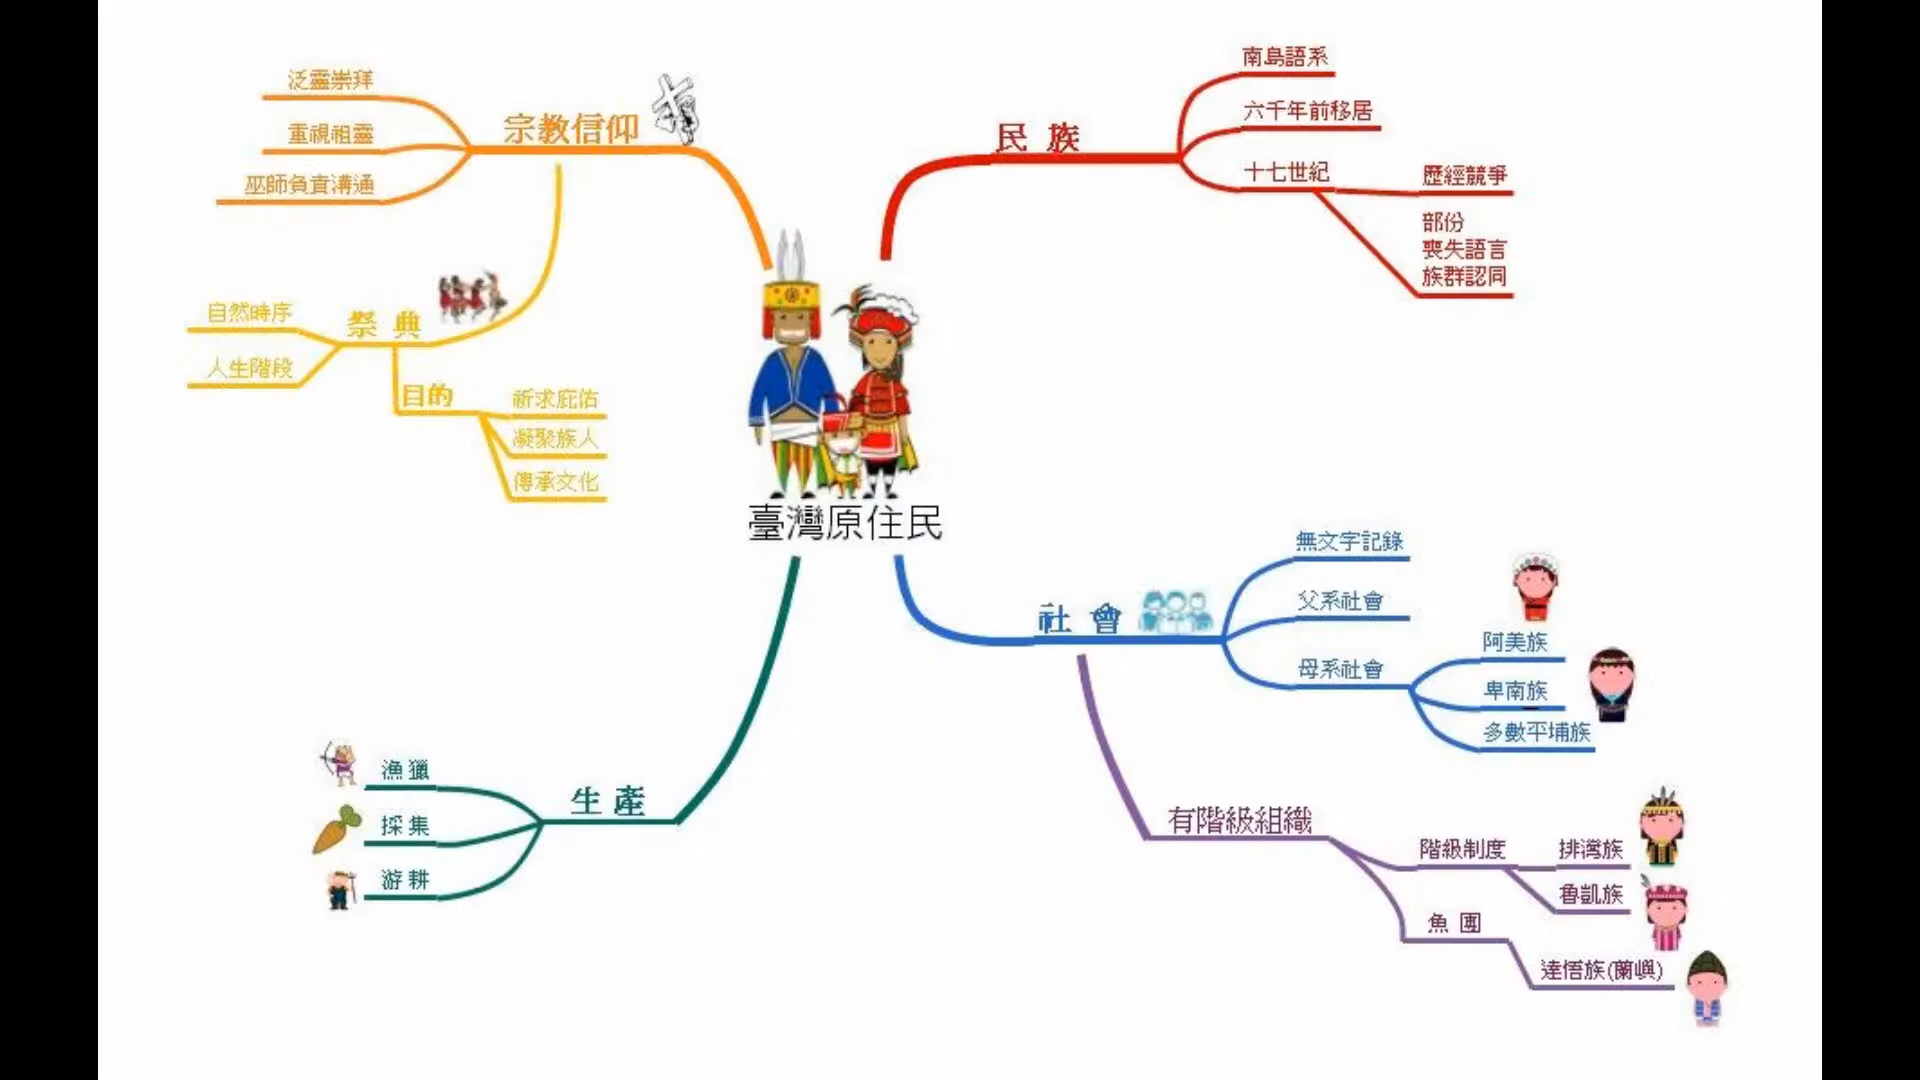 臺灣原住民
民 族
南島語系
六千年前移居
十七世紀
歷經競爭
部份
喪失語言
族群認同
宗教信仰
泛靈崇拜
重視祖靈
巫師負責溝通
祭 典
自然時序
人生階段
目的
祈求庇佑
凝聚族人
傳承文化
生 產
漁 獵
採 集
游 耕
社 會
無文字記錄
父系社會
母系社會
阿美族
卑南族
多數平埔族
有階級組織
階級制度
排灣族
魯凱族
魚 團
達悟族(蘭嶼)